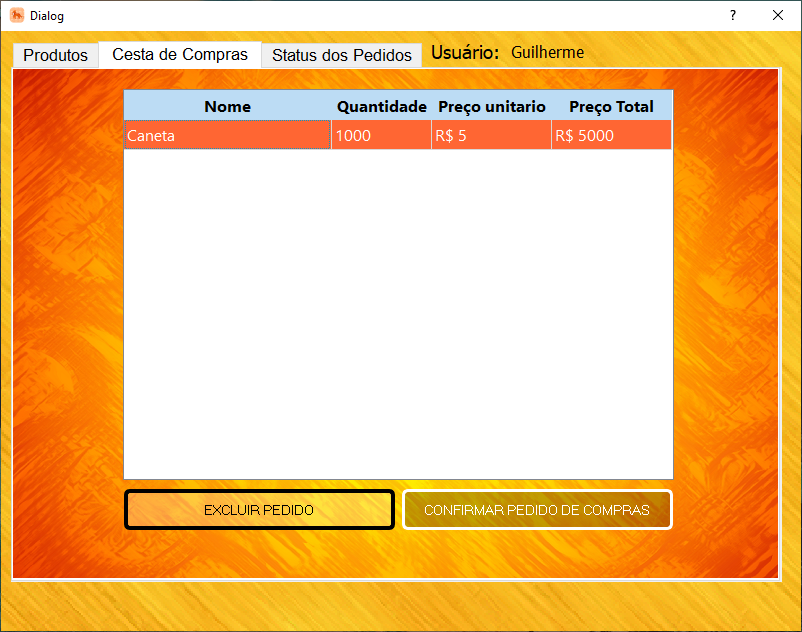 Dialog ?
Produtos Cesta de Compras Status dos Pedidos Usuário: Guilherme
Nome Quantidade Preço unitario Preço Total
Caneta 1000 R$ 5 R$ 5000
EXCLUIR PEDIDO CONFIRMAR PEDIDO DE COMPRAS